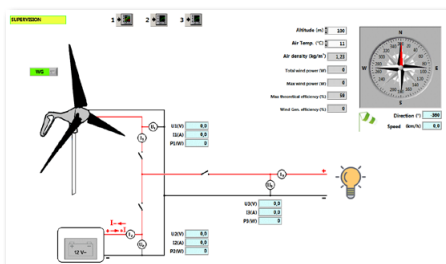 SUPERVISION
1 2 3
Altitude (m) 100
Air Temp. (°C)
Air density (kg/m³) 1,23
Total wind power (W) 0
Max wind power (W) 0
Max theoretical efficiency (%) 59
Wind Gen. efficiency (%) 0
N
W E
S
Direction (°) -200
Speed (km/h) 0,0
WG
U1(V) 0,0
I1(A) 0,0
P1(W) 0
U3(V) 0,0
I3(A) 0,0
P3(W) 0
U2(V) 0,0
I2(A) 0,0
P2(W) 0
12 V